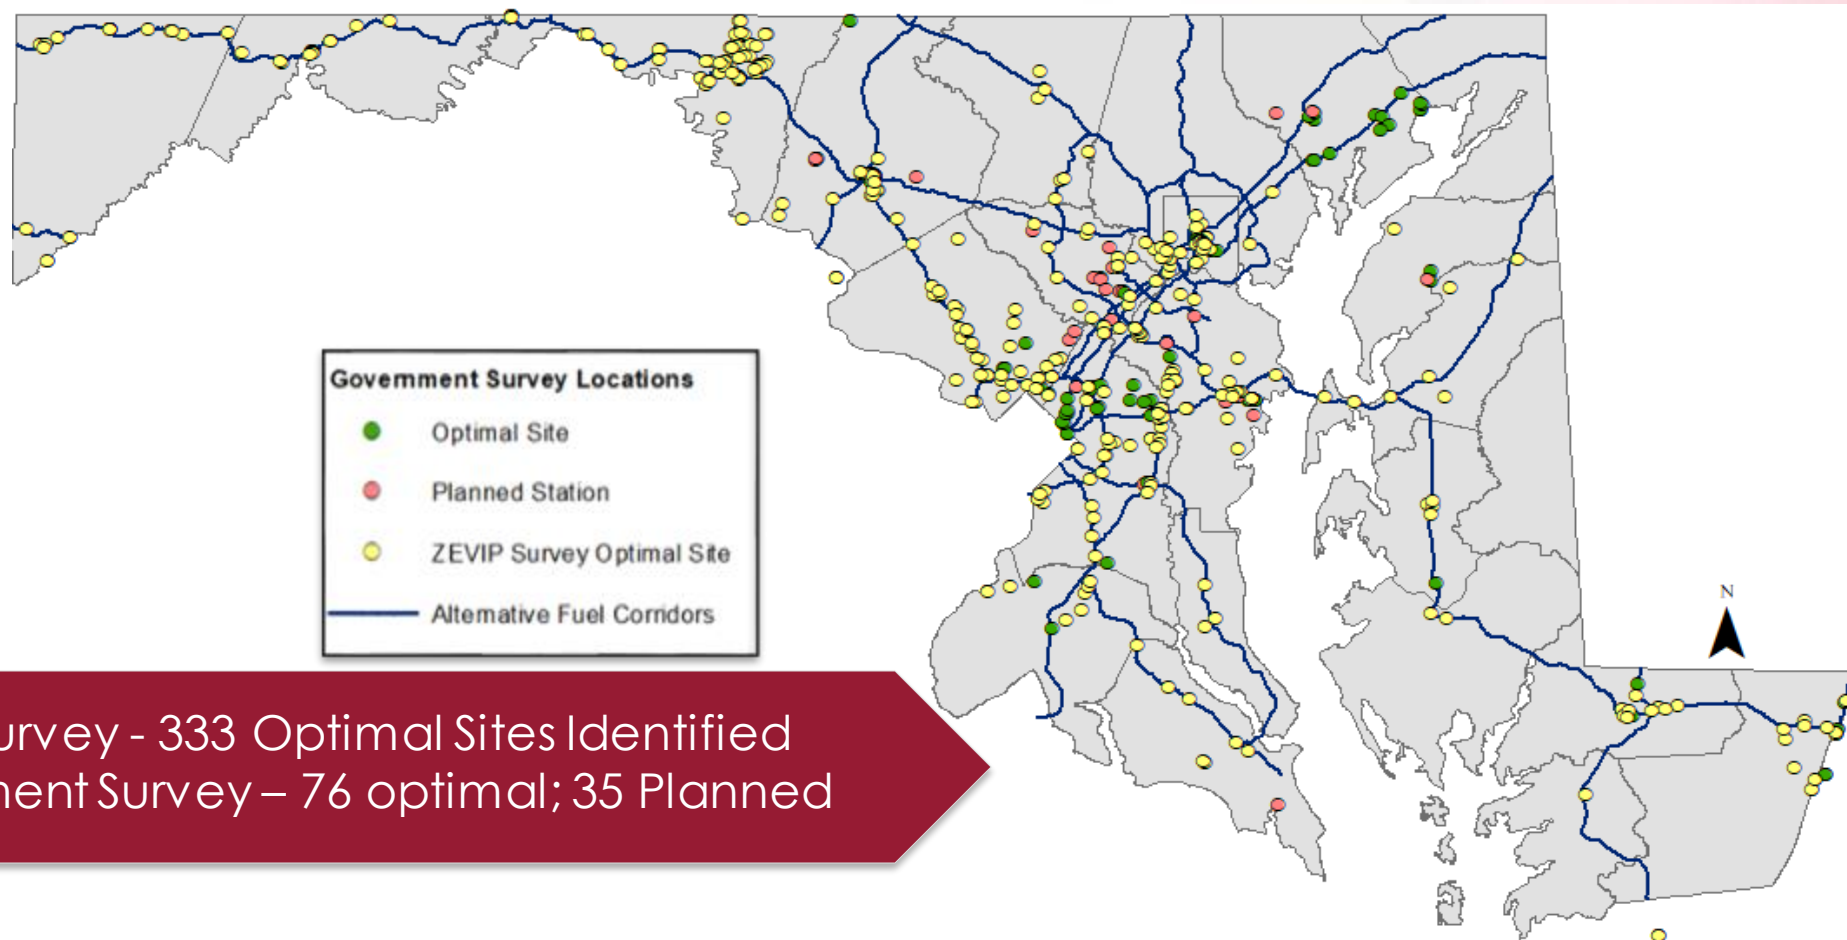 Government Survey Locations
Optimal Site
Planned Station
ZEVIP Survey Optimal Site
Alternative Fuel Corridors
N
urvey - 333 Optimal Sites Identified
nent Survey – 76 optimal; 35 Planned